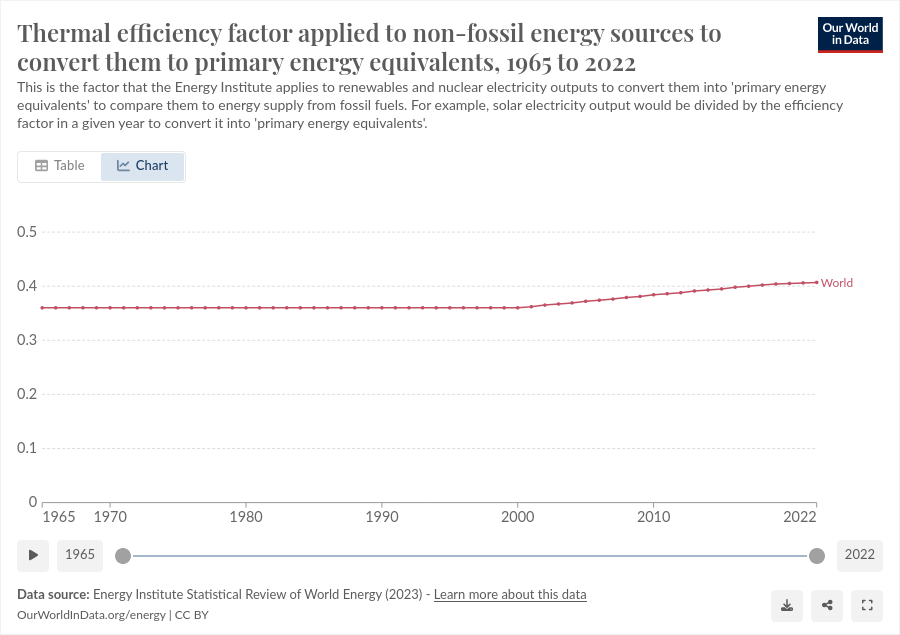 Thermal efficiency factor applied to non-fossil energy sources to
convert them to primary energy equivalents, 1965 to 2022
Our World
in Data
This is the factor that the Energy Institute applies to renewables and nuclear electricity outputs to convert them into 'primary energy
equivalents' to compare them to energy supply from fossil fuels. For example, solar electricity output would be divided by the efficiency
factor in a given year to convert it into 'primary energy equivalents'.
Table
Chart
0.5
0.4
World
0.3
0.2
0.1
0
1965 1970 1980 1990 2000 2010 2022
1965
2022
Data source: Energy Institute Statistical Review of World Energy (2023) - Learn more about this data
OurWorldInData.org/energy | CC BY